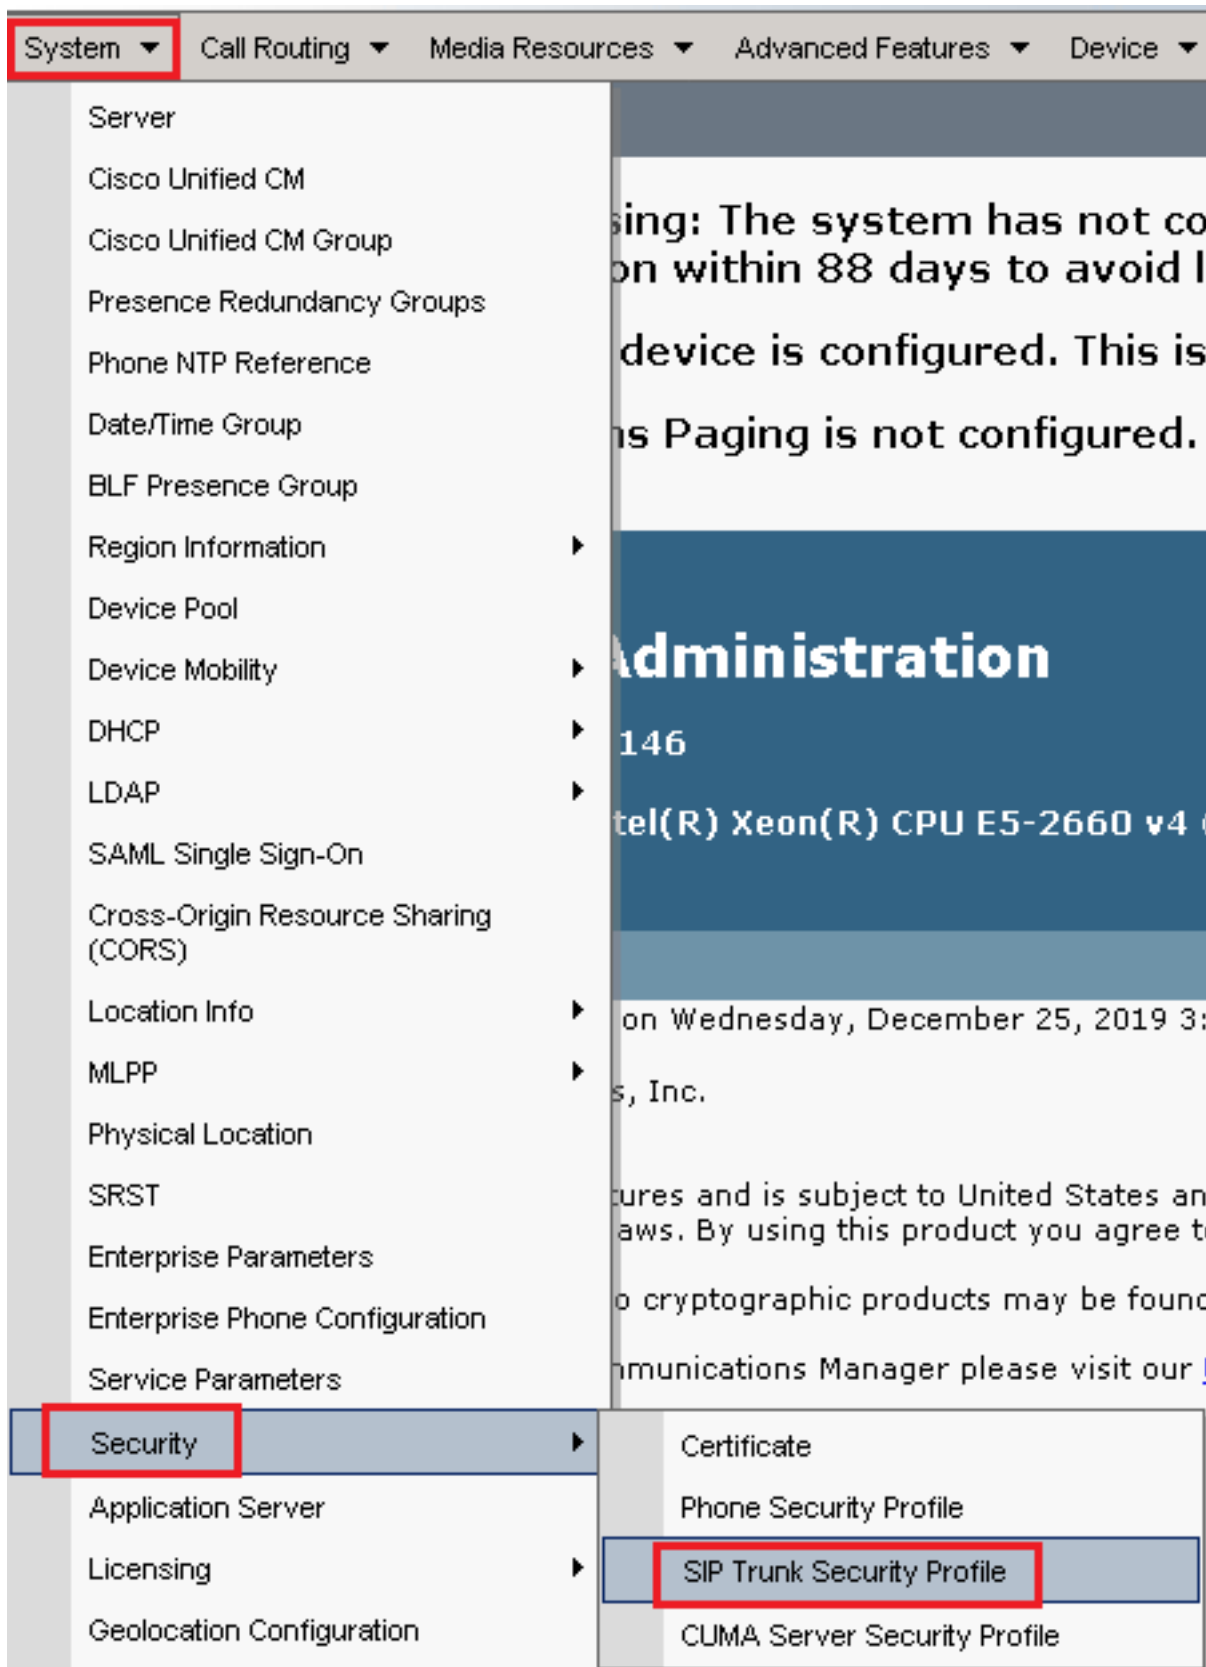 System Call Routing Media Resources Advanced Features Device
Server
Cisco Unified CM
Cisco Unified CM Group
Presence Redundancy Groups
Phone NTP Reference
Date/Time Group
BLF Presence Group
Region Information
Device Pool
Device Mobility
DHCP
LDAP
SAML Single Sign-On
Cross-Origin Resource Sharing
(CORS)
Location Info
MLPP
Physical Location
SRST
Enterprise Parameters
Enterprise Phone Configuration
Service Parameters
Security
Application Server
Licensing
Geolocation Configuration
sing: The system has not co
on within 88 days to avoid l
device is configured. This is
ns Paging is not configured.
Administration
146
tel(R) Xeon(R) CPU E5-2660 v4
on Wednesday, December 25, 2019 3:
s, Inc.
tures and is subject to United States an
aws. By using this product you agree to
o cryptographic products may be found
mmunications Manager please visit our
Certificate
Phone Security Profile
SIP Trunk Security Profile
CUMA Server Security Profile